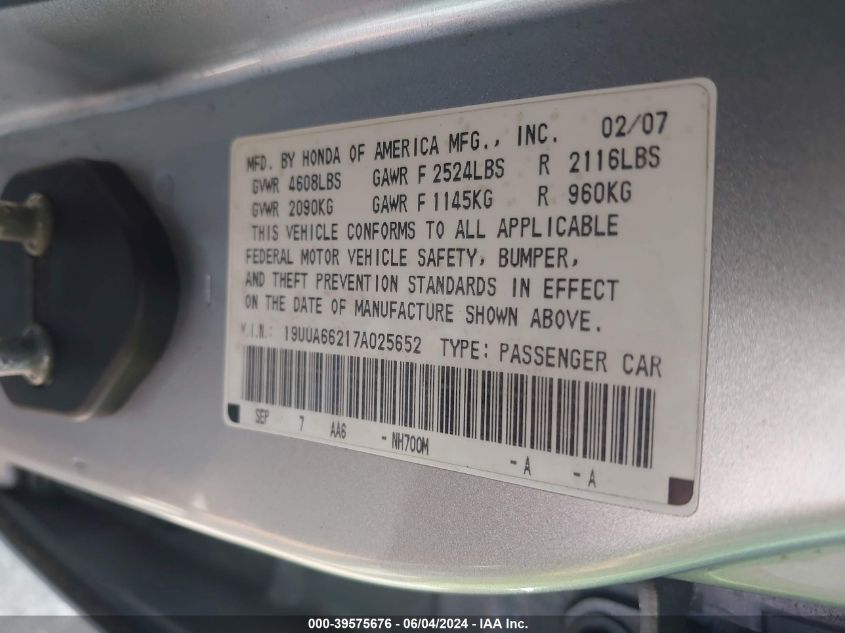 MFD. BY HONDA OF AMERICA MFG., INC. 02/07
GVWR 4608LBS GAWR F 2524LBS R 2116LBS
GVWR 2090KG GAWR F 1145KG R 960KG
THIS VEHICLE CONFORMS TO ALL APPLICABLE
FEDERAL MOTOR VEHICLE SAFETY, BUMPER,
AND THEFT PREVENTION STANDARDS IN EFFECT
ON THE DATE OF MANUFACTURE SHOWN ABOVE.
V.I.N.: 19UUA66217A025652 TYPE: PASSENGER CAR
SEP 7 AA6 -NH700M -A -A
000-39575676 - 06/04/2024 - IAA Inc.